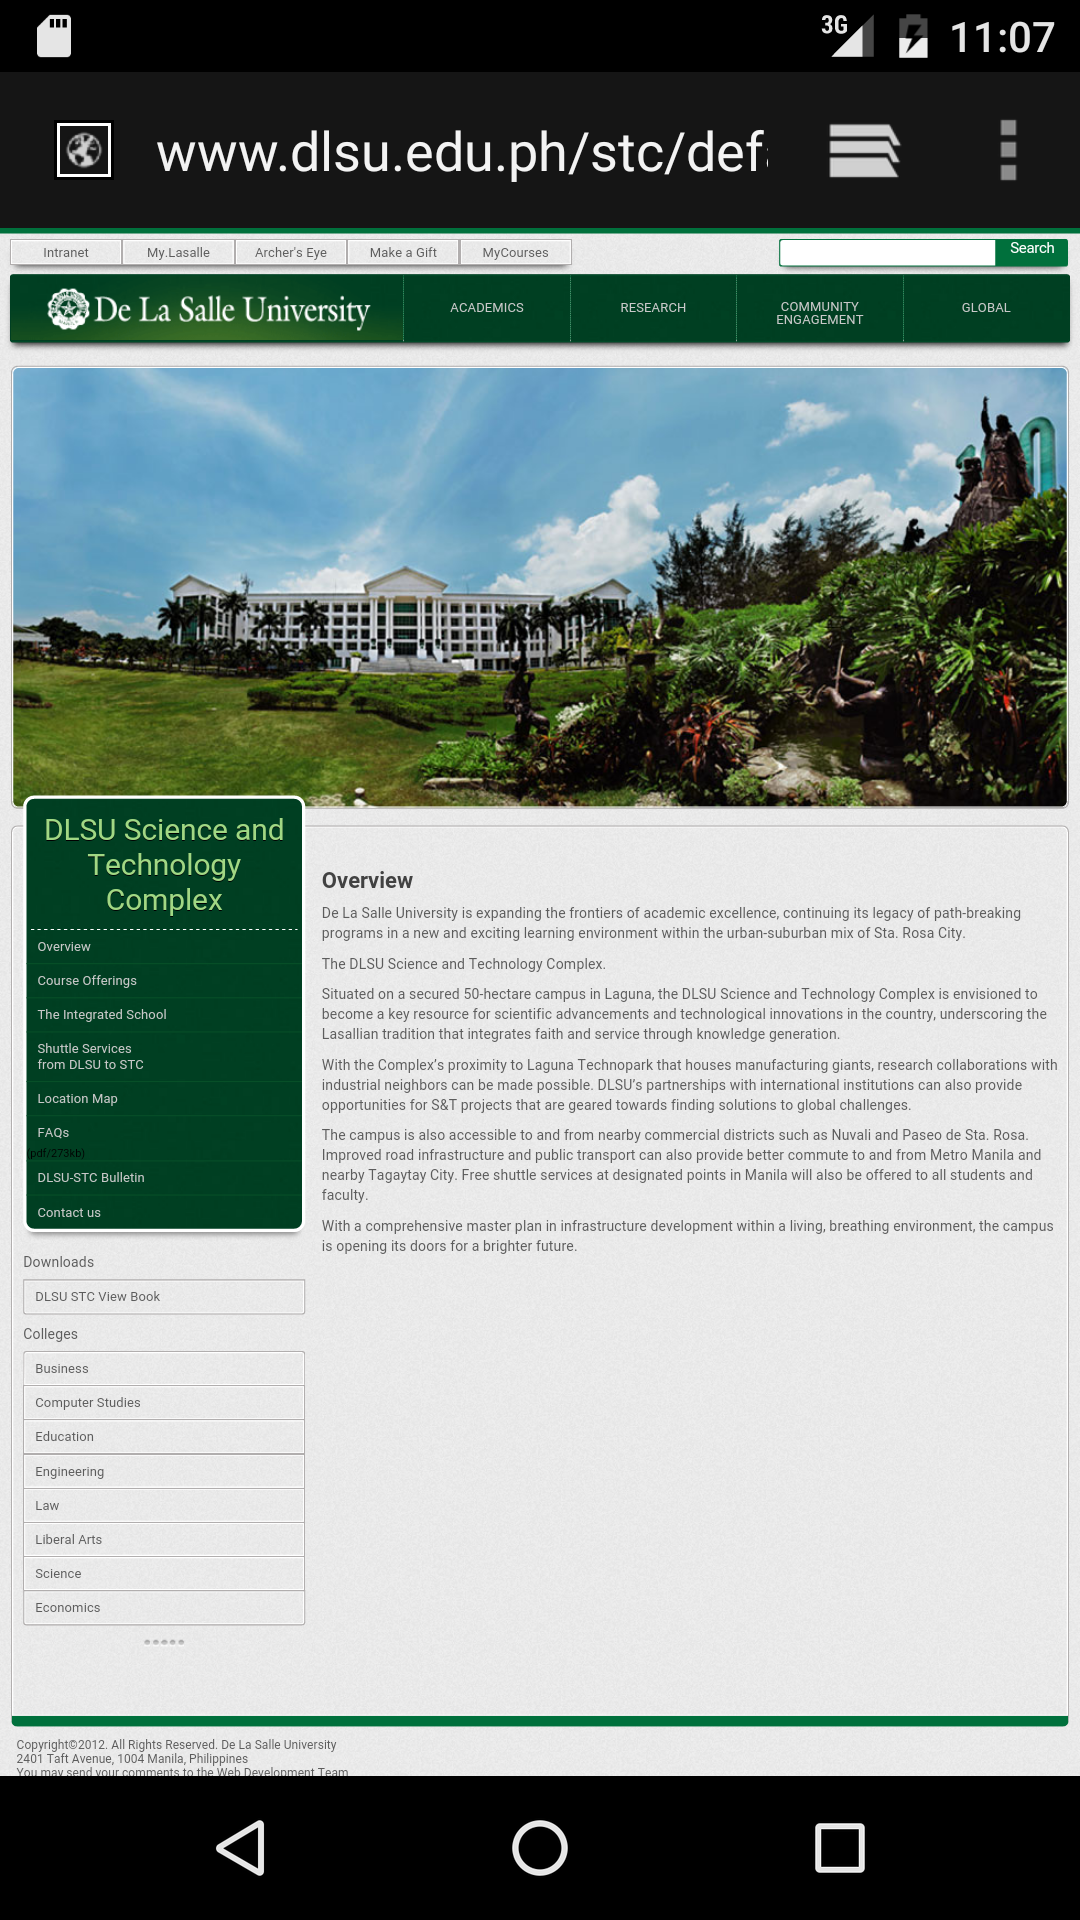 3G 11:07
www.dlsu.edu.ph/stc/defa
Intranet My.Lasalle Archer's Eye Make a Gift MyCourses Search
De La Salle University ACADEMICS RESEARCH COMMUNITY ENGAGEMENT GLOBAL
DLSU Science and
Technology
Complex
Overview
Course Offerings
The Integrated School
Shuttle Services
from DLSU to STC
Location Map
FAQs
(pdf/273kb)
DLSU-STC Bulletin
Contact us
Downloads
DLSU STC View Book
Colleges
Business
Computer Studies
Education
Engineering
Law
Liberal Arts
Science
Economics
Overview
De La Salle University is expanding the frontiers of academic excellence, continuing its legacy of path-breaking
programs in a new and exciting learning environment within the urban-suburban mix of Sta. Rosa City.
The DLSU Science and Technology Complex.
Situated on a secured 50-hectare campus in Laguna, the DLSU Science and Technology Complex is envisioned to
become a key resource for scientific advancements and technological innovations in the country, underscoring the
Lasallian tradition that integrates faith and service through knowledge generation.
With the Complex’s proximity to Laguna Technopark that houses manufacturing giants, research collaborations with
industrial neighbors can be made possible. DLSU’s partnerships with international institutions can also provide
opportunities for S&T projects that are geared towards finding solutions to global challenges.
The campus is also accessible to and from nearby commercial districts such as Nuvali and Paseo de Sta. Rosa.
Improved road infrastructure and public transport can also provide better commute to and from Metro Manila and
nearby Tagaytay City. Free shuttle services at designated points in Manila will also be offered to all students and
faculty.
With a comprehensive master plan in infrastructure development within a living, breathing environment, the campus
is opening its doors for a brighter future.
Copyright©2012. All Rights Reserved. De La Salle University
2401 Taft Avenue, 1004 Manila, Philippines
You may send your comments to the Web Development Team